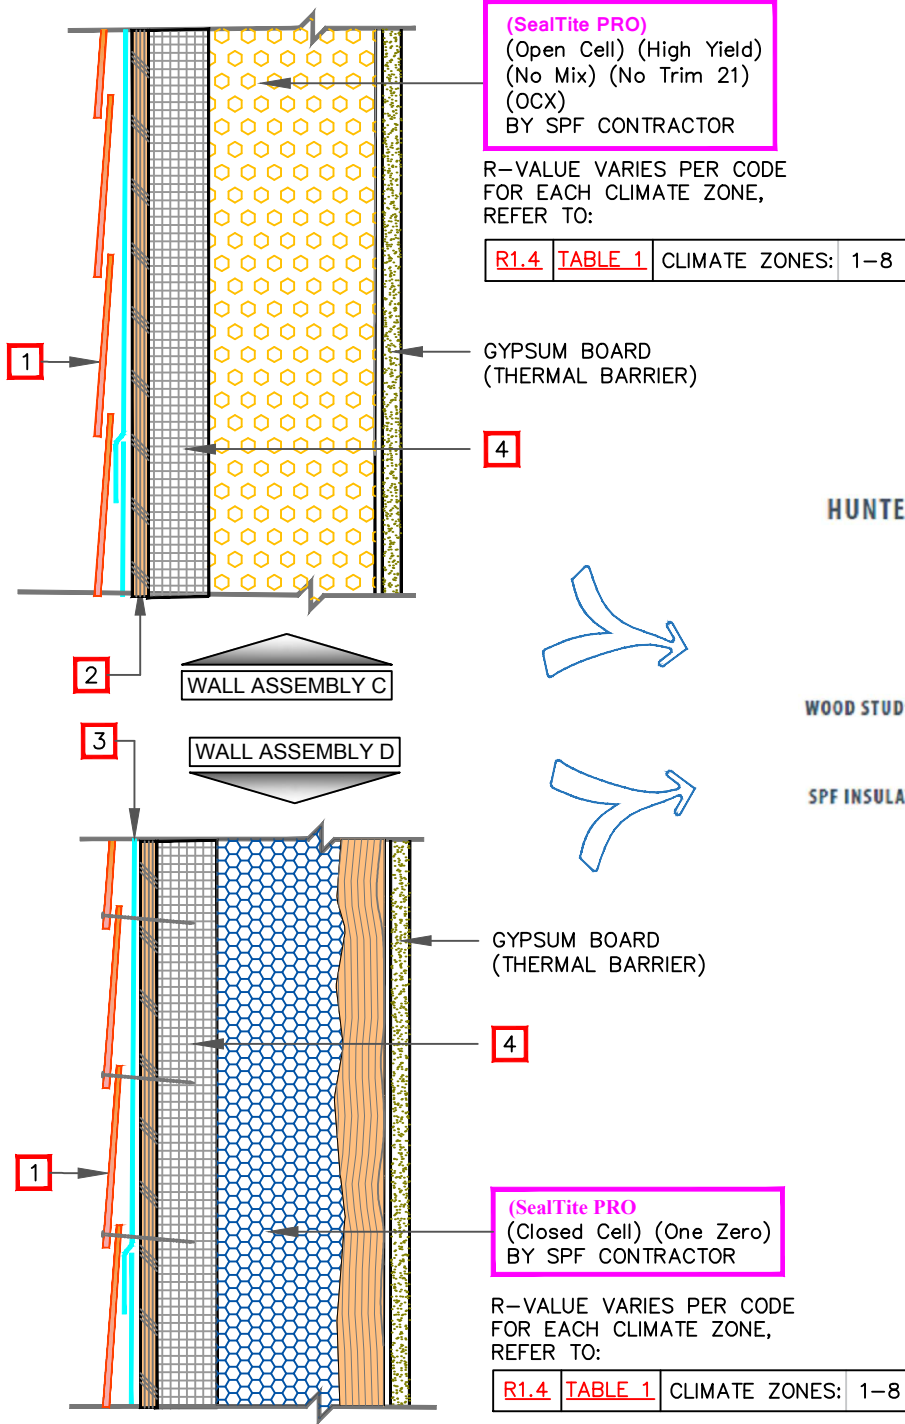 (SealTite PRO)
(Open Cell) (High Yield)
(No Mix) (No Trim 21)
(OCX)
BY SPF CONTRACTOR
R-VALUE VARIES PER CODE
FOR EACH CLIMATE ZONE,
REFER TO:
R1.4 TABLE 1 CLIMATE ZONES: 1-8
1
GYPSUM BOARD
(THERMAL BARRIER)
4
HUNTE
2
WALL ASSEMBLY C
WOOD STUD
3
WALL ASSEMBLY D
SPF INSULA
GYPSUM BOARD
(THERMAL BARRIER)
4
1
(SealTite PRO
(Closed Cell) (One Zero)
BY SPF CONTRACTOR
R-VALUE VARIES PER CODE
FOR EACH CLIMATE ZONE,
REFER TO:
R1.4 TABLE 1 CLIMATE ZONES: 1-8